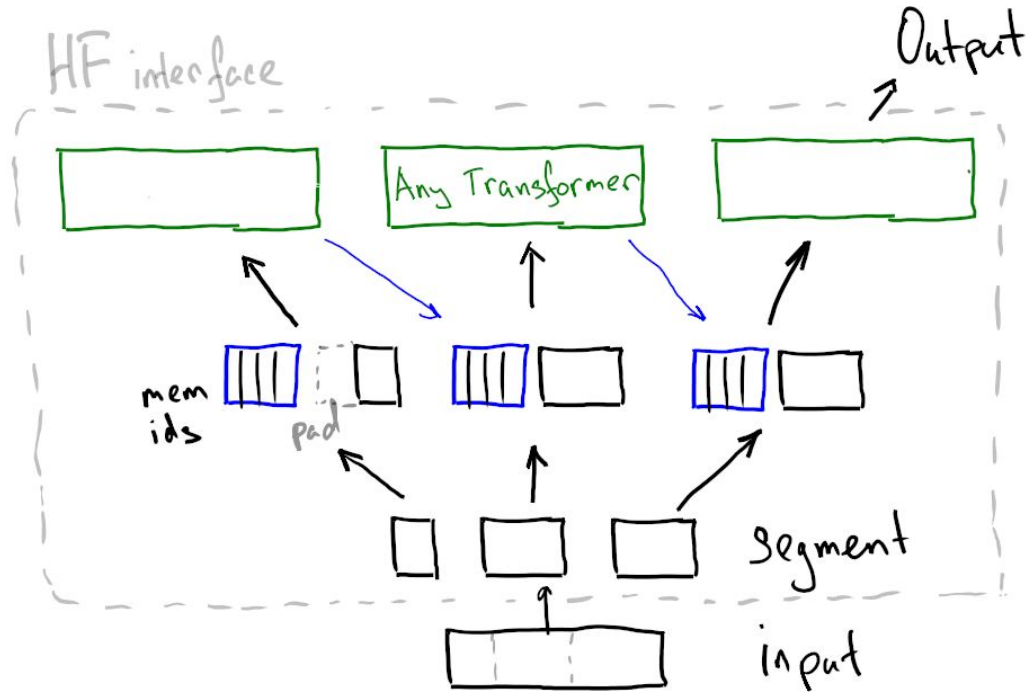 HF interface
Output
Any Transformer
mem
ids
pad
segment
input